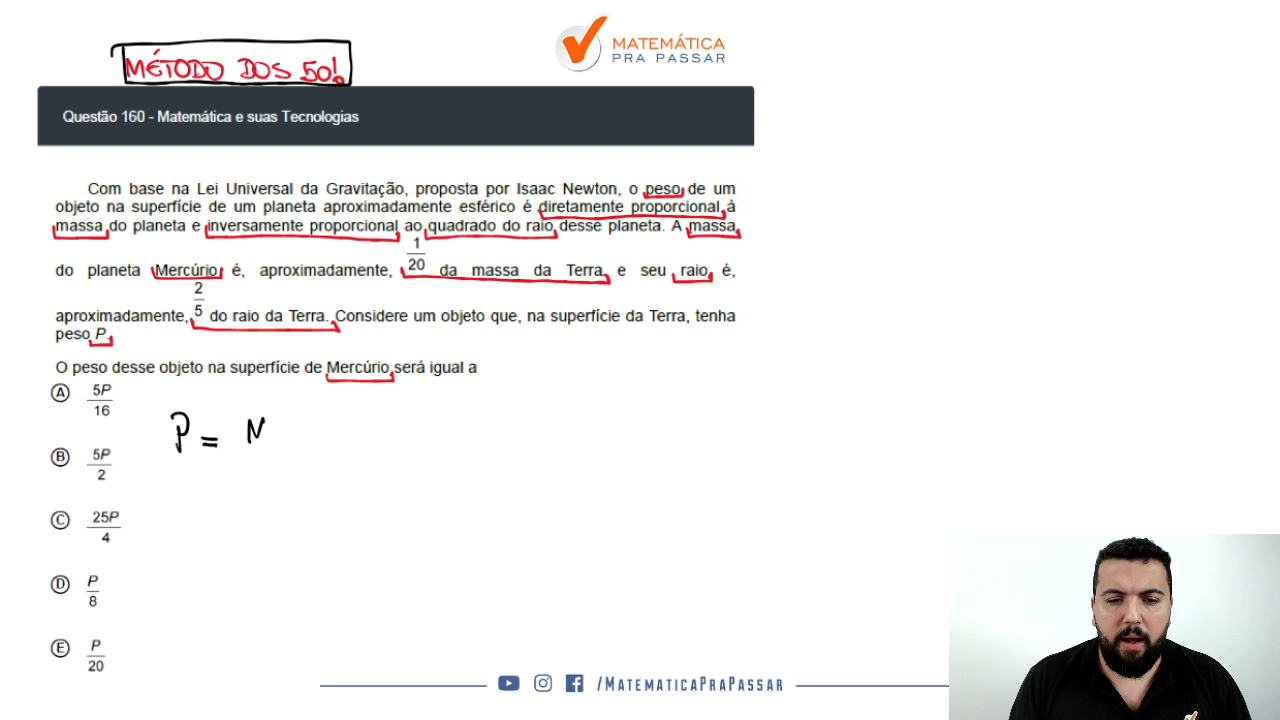 MÉTODO DOS 50!
MATEMÁTICA
PRA PASSAR
Questão 160 - Matemática e suas Tecnologias
Com base na Lei Universal da Gravitação, proposta por Isaac Newton, o peso de um
objeto na superfície de um planeta aproximadamente esférico é diretamente proporcional à
massa do planeta e inversamente proporcional ao quadrado do raio desse planeta. A massa
do planeta Mercúrio é, aproximadamente, 1/20 da massa da Terra e seu raio é,
aproximadamente, 2/5 do raio da Terra. Considere um objeto que, na superfície da Terra, tenha
peso P.
O peso desse objeto na superfície de Mercúrio será igual a
A 5P/16
P = N
B 5P/2
C 25P/4
D P/8
E P/20
/MATEMATICAPRAPASSAR